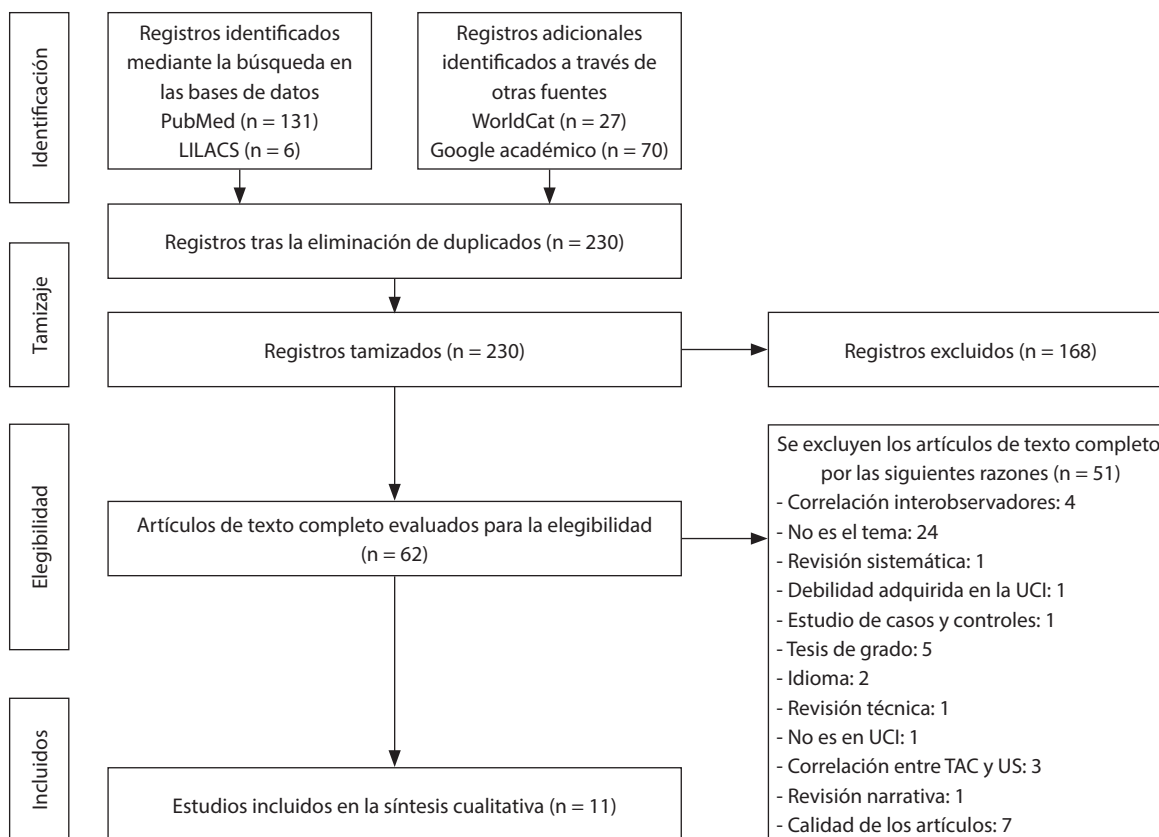 Identificación
Registros identificados
mediante la búsqueda en
las bases de datos
PubMed (n = 131)
LILACS (n = 6)
Registros adicionales
identificados a través de
otras fuentes
WorldCat (n = 27)
Google académico (n = 70)
Registros tras la eliminación de duplicados (n = 230)
Tamizaje
Registros tamizados (n = 230)
Registros excluidos (n = 168)
Elegibilidad
Artículos de texto completo evaluados para la elegibilidad
(n = 62)
Se excluyen los artículos de texto completo
por las siguientes razones (n = 51)
- Correlación interobservadores: 4
- No es el tema: 24
- Revisión sistemática: 1
- Debilidad adquirida en la UCI: 1
- Estudio de casos y controles: 1
- Tesis de grado: 5
- Idioma: 2
- Revisión técnica: 1
- No es en UCI: 1
- Correlación entre TAC y US: 3
- Revisión narrativa: 1
- Calidad de los artículos: 7
Incluidos
Estudios incluidos en la síntesis cualitativa (n = 11)